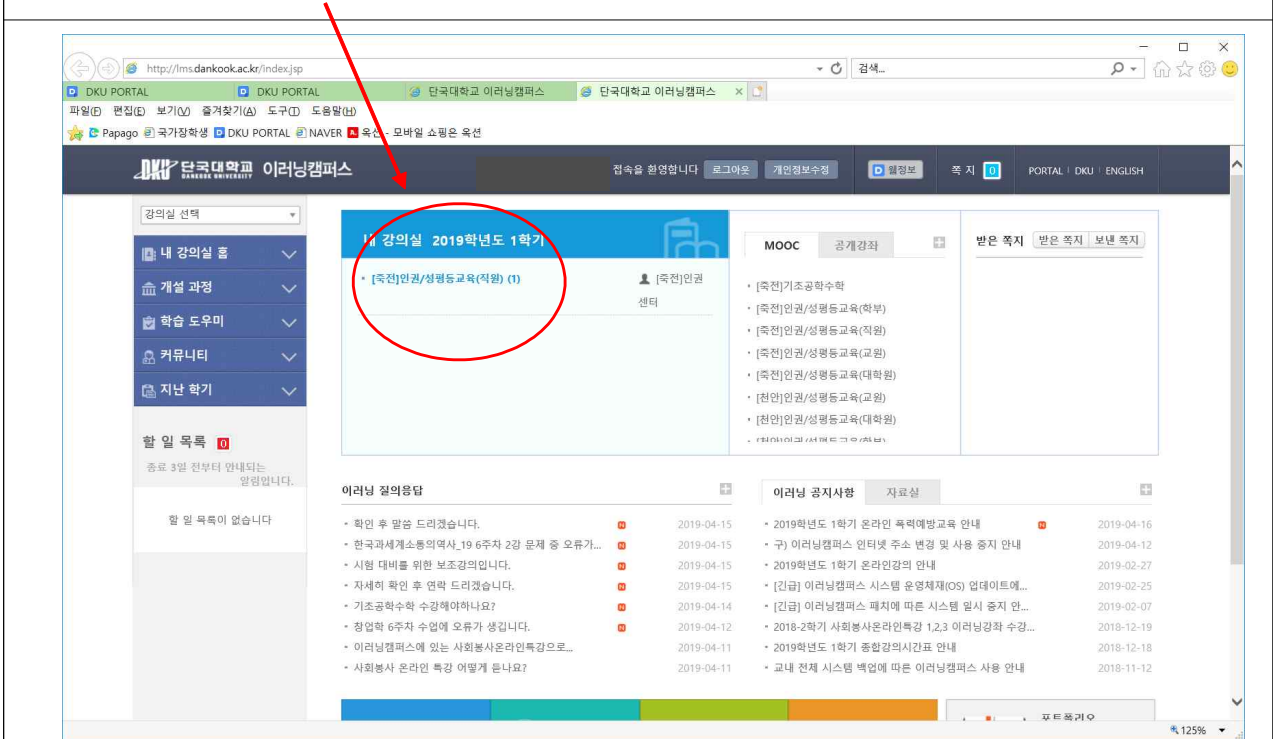 http://lms.dankook.ac.kr/index.jsp
검색...
DKU PORTAL
DKU PORTAL
단국대학교 이러닝캠퍼스
단국대학교 이러닝캠퍼스
파일(F) 편집(E) 보기(V) 즐겨찾기(A) 도구(T) 도움말(H)
Papago 국가장학생 DKU PORTAL NAVER 옥션 - 모바일 쇼핑은 옥션
DKU 단국대학교 이러닝캠퍼스
DANKOOK UNIVERSITY
접속을 환영합니다 로그아웃 개인정보수정 D 웹정보 쪽 지 0 PORTAL DKU ENGLISH
강의실 선택
내 강의실 홈
개설 과정
학습 도우미
커뮤니티
지난 학기
할 일 목록 0
종료 3일 전부터 안내되는
알림입니다.
할 일 목록이 없습니다
내 강의실 2019학년도 1학기
[죽전]인권/성평등교육(직원) (1)
[죽전]인권
센터
MOOC 공개강좌
[죽전]기초공학수학
[죽전]인권/성평등교육(학부)
[죽전]인권/성평등교육(직원)
[죽전]인권/성평등교육(교원)
[죽전]인권/성평등교육(대학원)
[천안]인권/성평등교육(교원)
[천안]인권/성평등교육(대학원)
[천안]인권/성평등교육(학부)
받은 쪽지 받은 쪽지 보낸 쪽지
이러닝 질의응답
확인 후 말씀 드리겠습니다. N 2019-04-15
한국과세계소통의역사_19 6주차 2강 문제 중 오류가... N 2019-04-15
시험 대비를 위한 보조강의입니다. N 2019-04-15
자세히 확인 후 연락 드리겠습니다. N 2019-04-15
기초공학수학 수강해야하나요? N 2019-04-14
창업학 6주차 수업에 오류가 생깁니다. N 2019-04-12
이러닝캠퍼스에 있는 사회봉사온라인특강으로... 2019-04-11
사회봉사 온라인 특강 어떻게 듣나요? 2019-04-11
이러닝 공지사항 자료실
2019학년도 1학기 온라인 폭력예방교육 안내 N 2019-04-16
구) 이러닝캠퍼스 인터넷 주소 변경 및 사용 중지 안내 2019-04-12
2019학년도 1학기 온라인강의 안내 2019-02-27
[긴급] 이러닝캠퍼스 시스템 운영체재(OS) 업데이트에... 2019-02-25
[긴급] 이러닝캠퍼스 패치에 따른 시스템 일시 중지 안... 2019-02-07
2018-2학기 사회봉사온라인특강 1,2,3 이러닝강좌 수강... 2018-12-19
2019학년도 1학기 종합강의시간표 안내 2018-12-18
교내 전체 시스템 백업에 따른 이러닝캠퍼스 사용 안내 2018-11-12
포트폴리오
125%